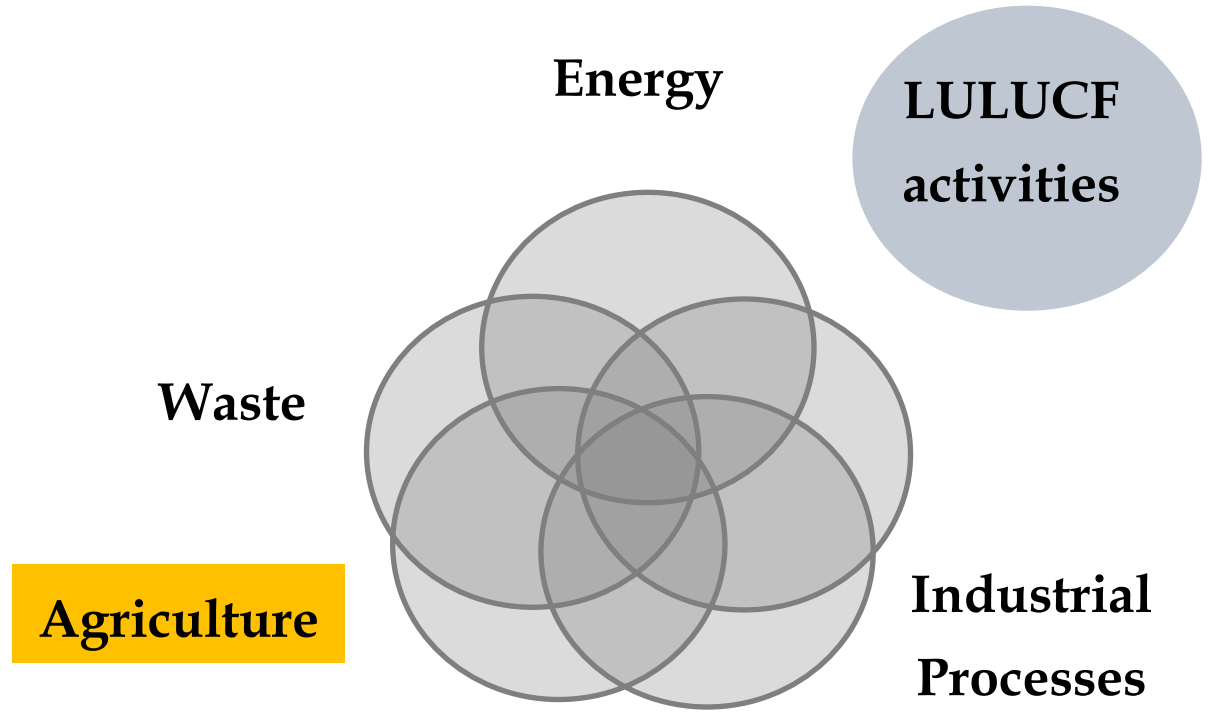 Energy
LULUCF
activities
Waste
Agriculture
Industrial
Processes